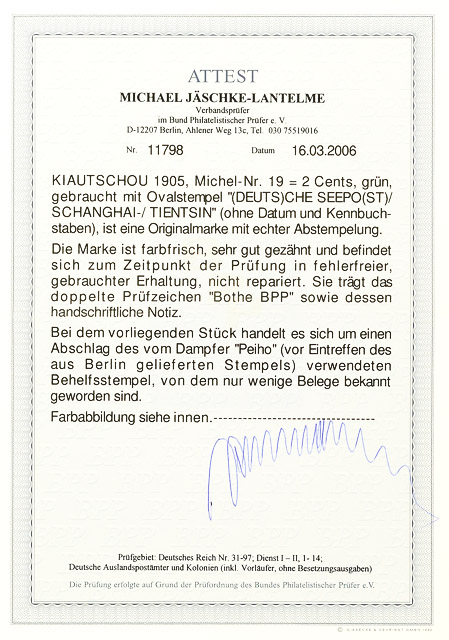 ATTEST
MICHAEL JÄSCHKE-LANTELME
Verbandsprüfer
im Bund Philatelistischer Prüfer e. V.
D-12207 Berlin, Ahlener Weg 13c, Tel. 030 75519016
Nr. 11798 Datum 16.03.2006
KIAUTSCHOU 1905, Michel-Nr. 19 = 2 Cents, grün,
gebraucht mit Ovalstempel "(DEUTS)CHE SEEPO(ST)/
SCHANGHAI-/ TIENTSIN" (ohne Datum und Kennbuch-
staben), ist eine Originalmarke mit echter Abstempelung.
Die Marke ist farbfrisch, sehr gut gezähnt und befindet
sich zum Zeitpunkt der Prüfung in fehlerfreier,
gebrauchter Erhaltung, nicht repariert. Sie trägt das
doppelte Prüfzeichen "Bothe BPP" sowie dessen
handschriftliche Notiz.
Bei dem vorliegenden Stück handelt es sich um einen
Abschlag des vom Dampfer "Peiho" (vor Eintreffen des
aus Berlin gelieferten Stempels) verwendeten
Behelfsstempel, von dem nur wenige Belege bekannt
geworden sind.
Farbabbildung siehe innen.------------------------------
Prüfgebiet: Deutsches Reich Nr. 31-97; Dienst I – II, 1- 14;
Deutsche Auslandspostämter und Kolonien (inkl. Vorläufer, ohne Besetzungsausgaben)
Die Prüfung erfolgte auf Grund der Prüfordnung des Bundes Philatelistischer Prüfer e.V.